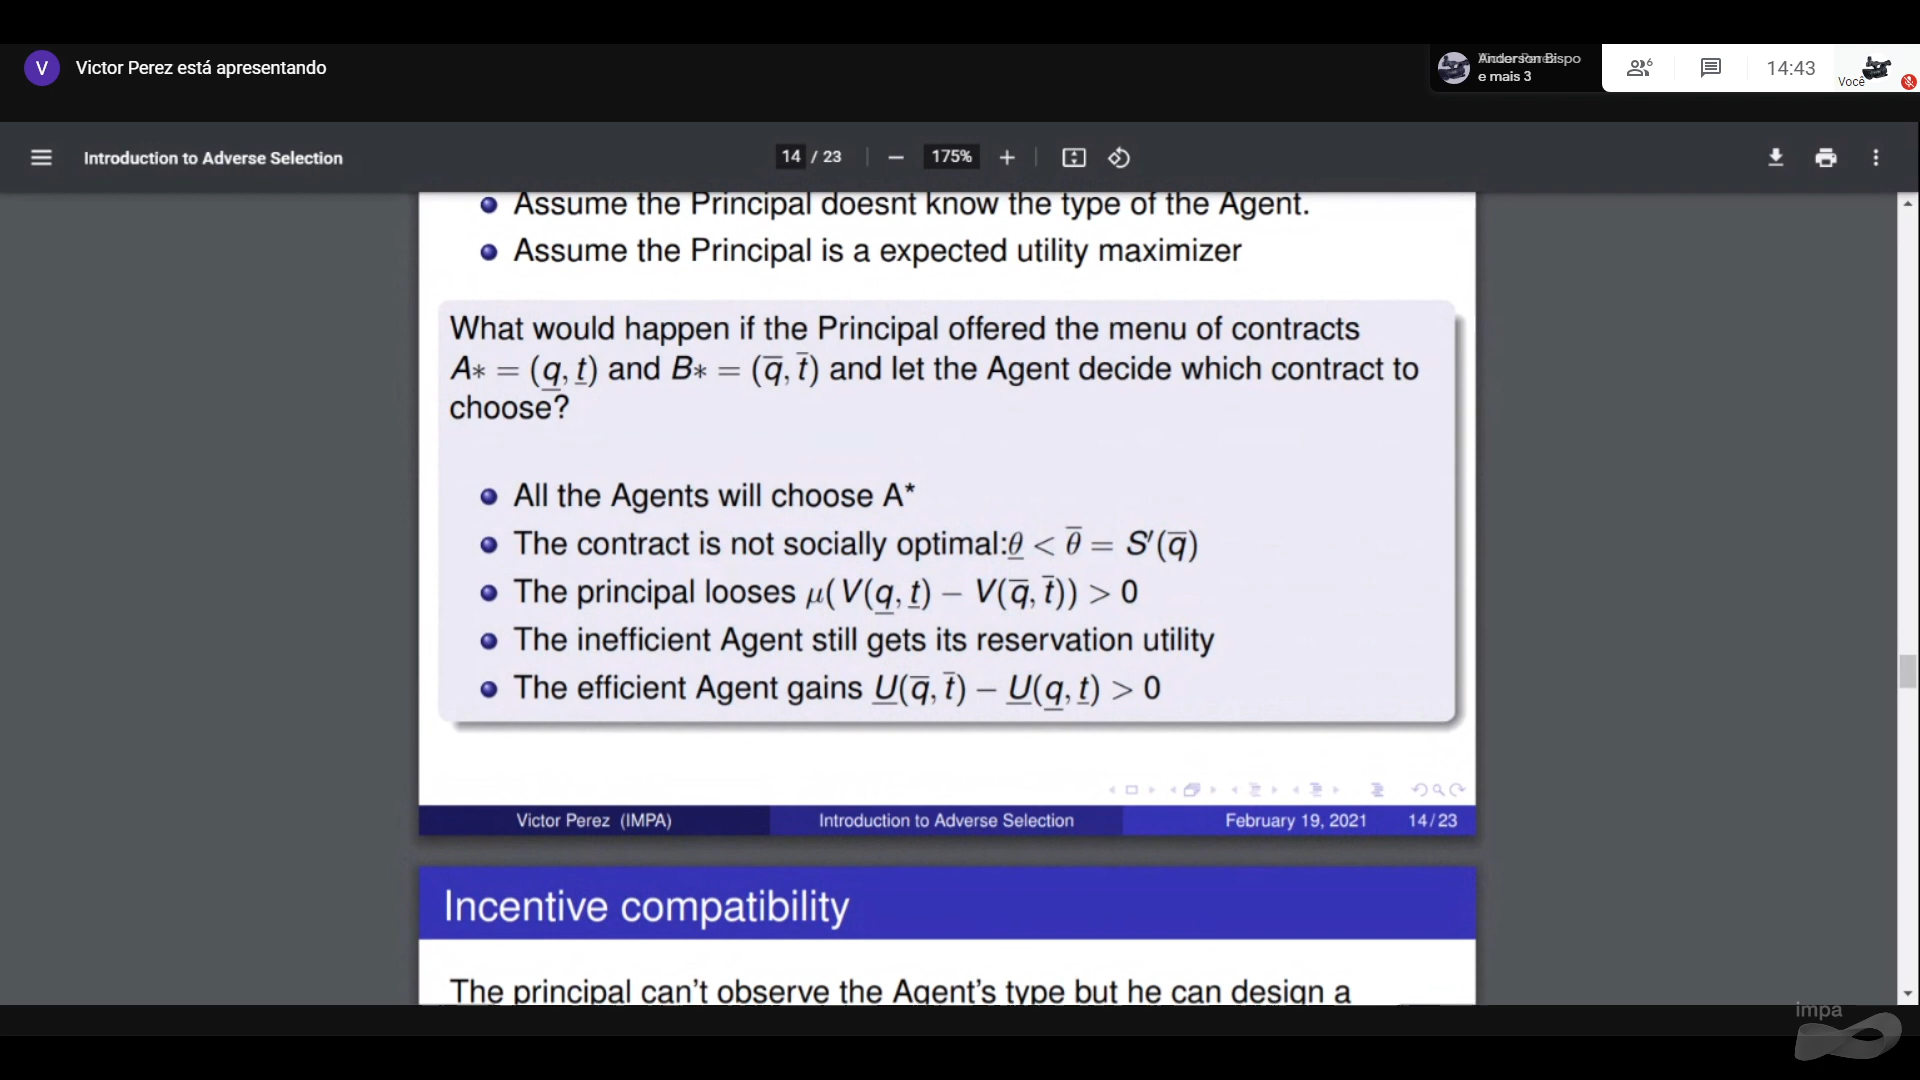 V Victor Perez está apresentando
Anderson Bispo
e mais 3
6
14:43
Você
Introduction to Adverse Selection
14 / 23
175%
Assume the Principal doesnt know the type of the Agent.
Assume the Principal is a expected utility maximizer
What would happen if the Principal offered the menu of contracts
A∗ = (q̲, t̲) and B∗ = (q̅, t̅) and let the Agent decide which contract to
choose?
All the Agents will choose A*
The contract is not socially optimal:θ̲ < θ̅ = S′(q̅)
The principal looses μ(V(q̲, t̲) − V(q̅, t̅)) > 0
The inefficient Agent still gets its reservation utility
The efficient Agent gains U̲(q̅, t̅) − U̲(q̲, t̲) > 0
Victor Perez (IMPA)
Introduction to Adverse Selection
February 19, 2021
14 / 23
Incentive compatibility
The principal can't observe the Agent's type but he can design a
impa